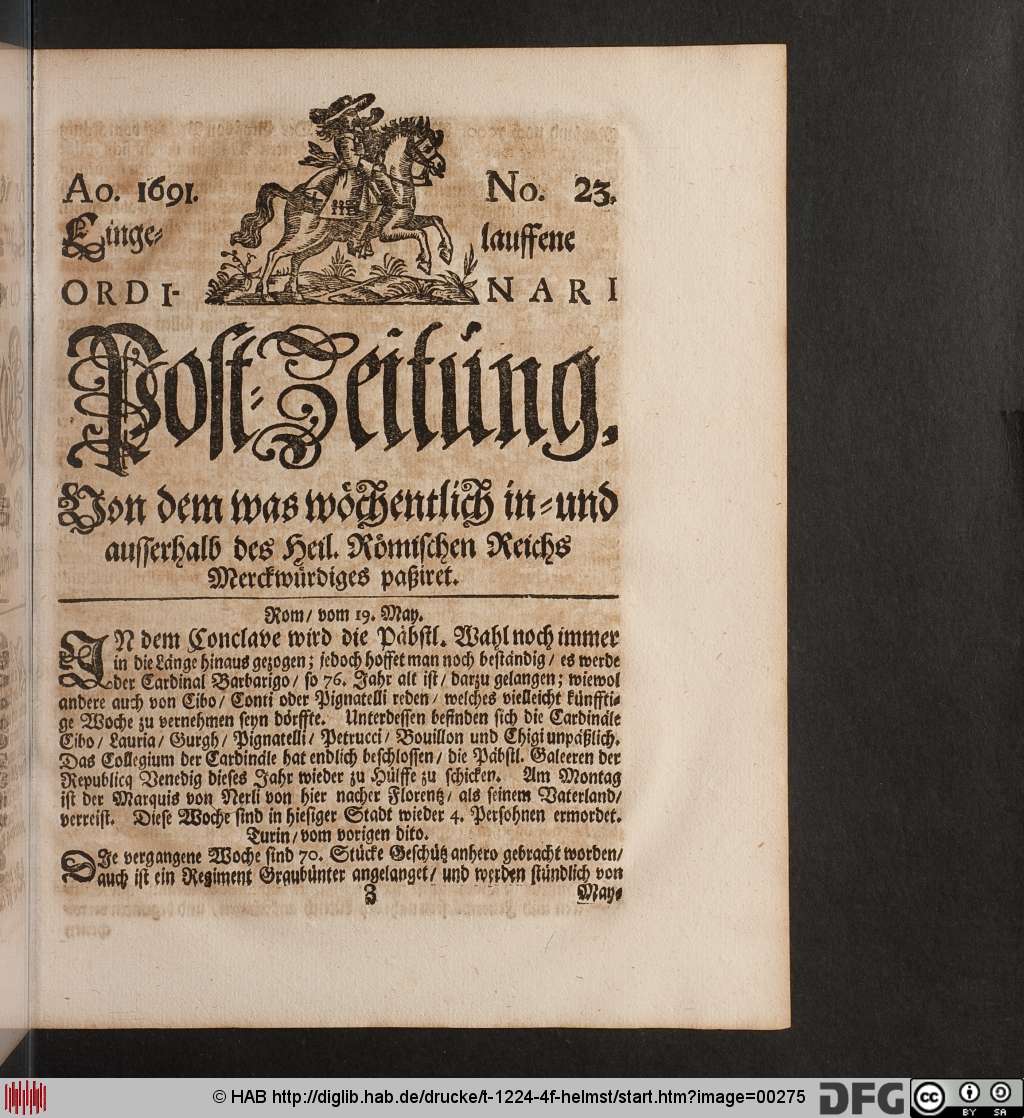 Ao. 1691. No. 23.
Einge- lauffene
ORDI- NARI
Post-Zeitung,
Von dem was wöchentlich in- und
ausserhalb des Heil. Römischen Reichs
Merckwürdiges paßiret.
Rom/ vom 19. May.
IN dem Conclave wird die Päbstl. Wahl noch immer
in die Länge hinaus gezogen; jedoch hoffet man noch beständig/ es werde
der Cardinal Barbarigo/ so 76. Jahr alt ist/ darzu gelangen; wiewol
andere auch von Cibo/ Conti oder Pignatelli reden/ welches vielleicht künffti-
ge Woche zu vernehmen seyn dörffte. Unterdessen befinden sich die Cardinäle
Cibo/ Lauria/ Gurgh/ Pignatelli/ Petrucci/ Bouillon und Chigi unpäßlich.
Das Collegium der Cardinäle hat endlich beschlossen/ die Päbstl. Galeeren der
Republicq Venedig dieses Jahr wieder zu Hülffe zu schicken. Am Montag
ist der Marquis von Nerli von hier nacher Florentz/ als seinem Vaterland/
verreist. Diese Woche sind in hiesiger Stadt wieder 4. Persohnen ermordet.
Turin/ vom vorigen dito.
DIe vergangene Woche sind 70. Stücke Geschütz anhero gebracht worden/
auch ist ein Regiment Graubünter angelanget/ und werden stündlich von
Z May-
© HAB http://diglib.hab.de/drucke/t-1224-4f-helmst/start.htm?image=00275 DFG cc BY SA